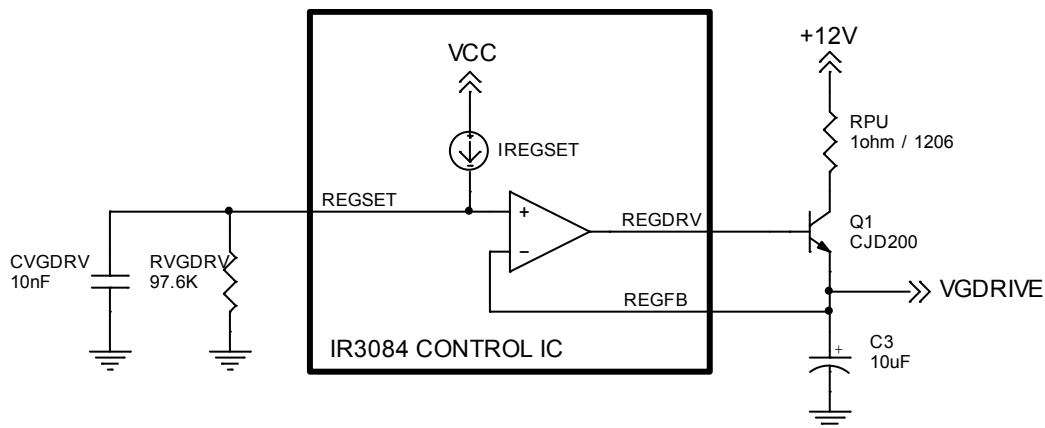 +12V
VCC
RPU
1ohm / 1206
IREGSET
REGSET
+
−
REGDRV
Q1
CJD200
CVGDRV
10nF
RVGDRV
97.6K
REGFB
VGDRIVE
IR3084 CONTROL IC
+
C3
10uF